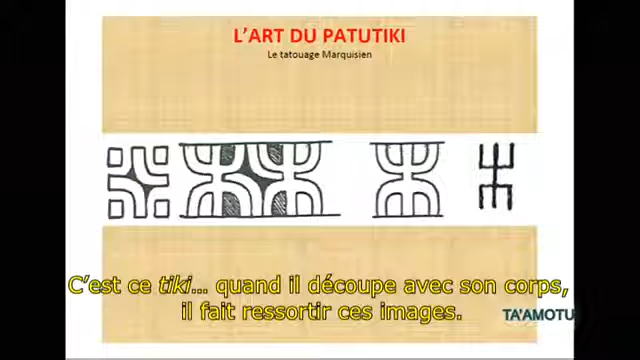 L'ART DU PATUTIKI
Le tatouage Marquisien
C'est ce tiki... quand il découpe avec son corps,
il fait ressortir ces images.
TA'AMOTU